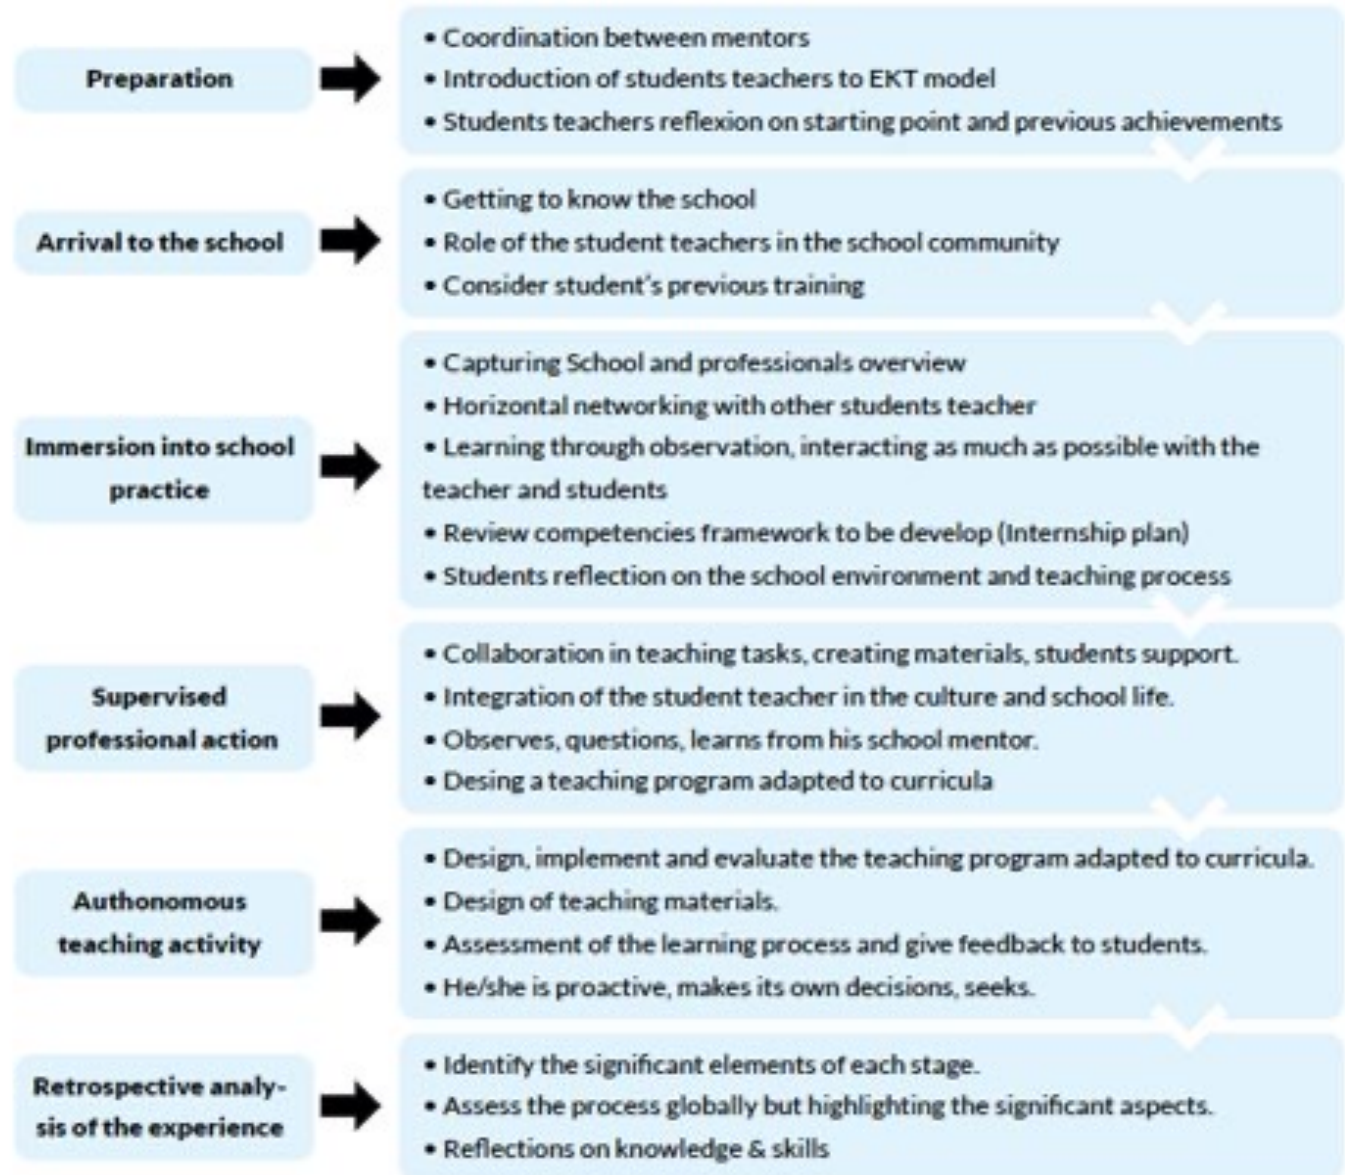 Preparation
• Coordination between mentors
• Introduction of students teachers to EKT model
• Students teachers reflexion on starting point and previous achievements
Arrival to the school
• Getting to know the school
• Role of the student teachers in the school community
• Consider student's previous training
Immersion into school
practice
• Capturing School and professionals overview
• Horizontal networking with other students teacher
• Learning through observation, interacting as much as possible with the
teacher and students
• Review competencies framework to be develop (Internship plan)
• Students reflection on the school environment and teaching process
Supervised
professional action
• Collaboration in teaching tasks, creating materials, students support.
• Integration of the student teacher in the culture and school life.
• Observes, questions, learns from his school mentor.
• Desing a teaching program adapted to curricula
Authonomous
teaching activity
• Design, implement and evaluate the teaching program adapted to curricula.
• Design of teaching materials.
• Assessment of the learning process and give feedback to students.
• He/she is proactive, makes its own decisions, seeks.
Retrospective analy-
sis of the experience
• Identify the significant elements of each stage.
• Assess the process globally but highlighting the significant aspects.
• Reflections on knowledge & skills